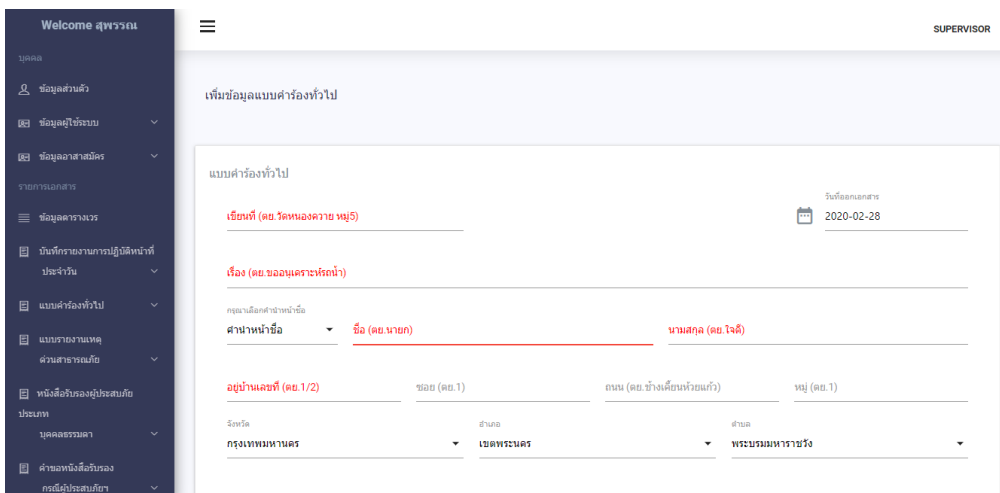 Welcome สุพรรณ
บุคคล
ข้อมูลส่วนตัว
ข้อมูลผู้ใช้ระบบ
ข้อมูลอาสาสมัคร
รายการเอกสาร
ข้อมูลตารางเวร
บันทึกรายงานการปฏิบัติหน้าที่
ประจำวัน
แบบคำร้องทั่วไป
แบบรายงานเหตุ
ด่วนสาธารณภัย
หนังสือรับรองผู้ประสบภัย
ประเภท
บุคคลธรรมดา
คำขอหนังสือรับรอง
กรณีผู้ประสบภัยฯ
SUPERVISOR
เพิ่มข้อมูลแบบคำร้องทั่วไป
แบบคำร้องทั่วไป
วันที่ออกเอกสาร
เขียนที่ (ตย.วัดหนองควาย หมู่5)
2020-02-28
เรื่อง (ตย.ขออนุเคราะห์รถน้ำ)
กรุณาเลือกคำนำหน้าชื่อ
คำนำหน้าชื่อ
ชื่อ (ตย.นายก)
นามสกุล (ตย.ใจดี)
อยู่บ้านเลขที่ (ตย.1/2)
ซอย (ตย.1)
ถนน (ตย.ช้างเคี้ยนห้วยแก้ว)
หมู่ (ตย.1)
จังหวัด
อำเภอ
ตำบล
กรุงเทพมหานคร
เขตพระนคร
พระบรมมหาราชวัง